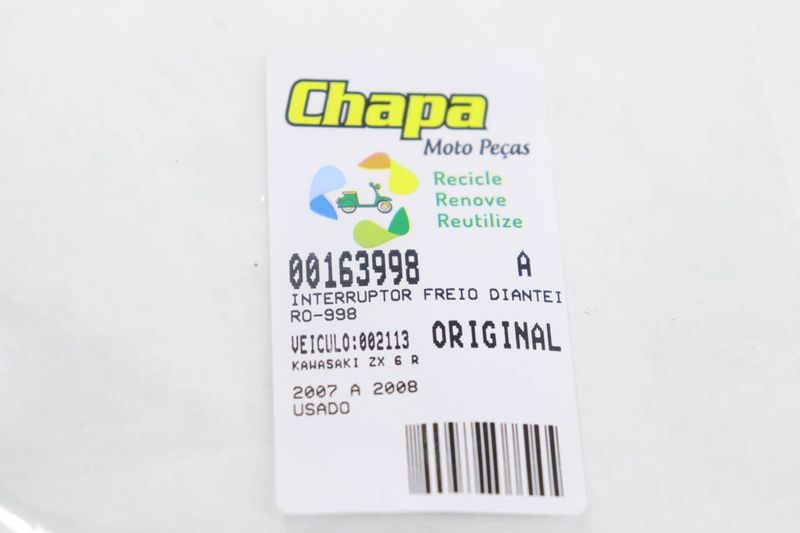 Chapa
Moto Peças
Recicle
Renove
Reutilize
00163998 A
INTERRUPTOR FREIO DIANTEI
RO-998
VEICULO:002113 ORIGINAL
KAWASAKI ZX 6 R
2007 A 2008
USADO